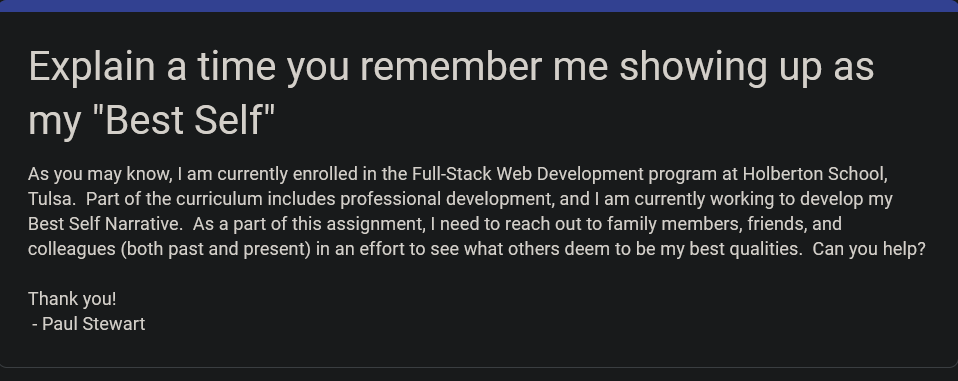 Explain a time you remember me showing up as
my "Best Self"
As you may know, I am currently enrolled in the Full-Stack Web Development program at Holberton School,
Tulsa.  Part of the curriculum includes professional development, and I am currently working to develop my
Best Self Narrative.  As a part of this assignment, I need to reach out to family members, friends, and
colleagues (both past and present) in an effort to see what others deem to be my best qualities.  Can you help?
Thank you!
- Paul Stewart